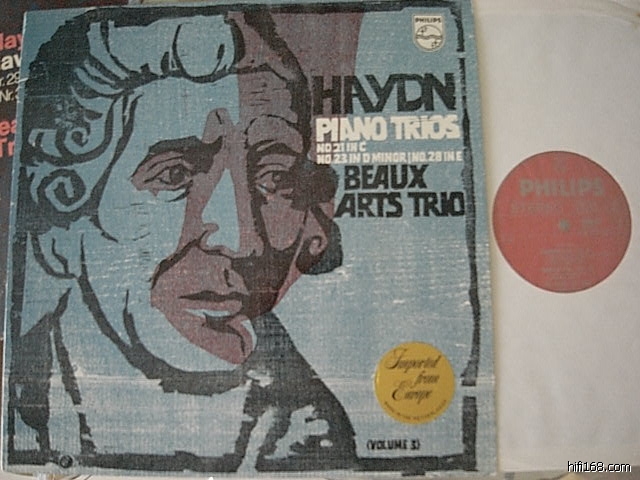 PHILIPS
HAYDN
PIANO TRIOS
NO 21 IN C
NO. 23 IN D MINOR | NO. 28 IN E
BEAUX
ARTS TRIO
Imported
from
Europe
(VOLUME 3)
PHILIPS
hifi168.com